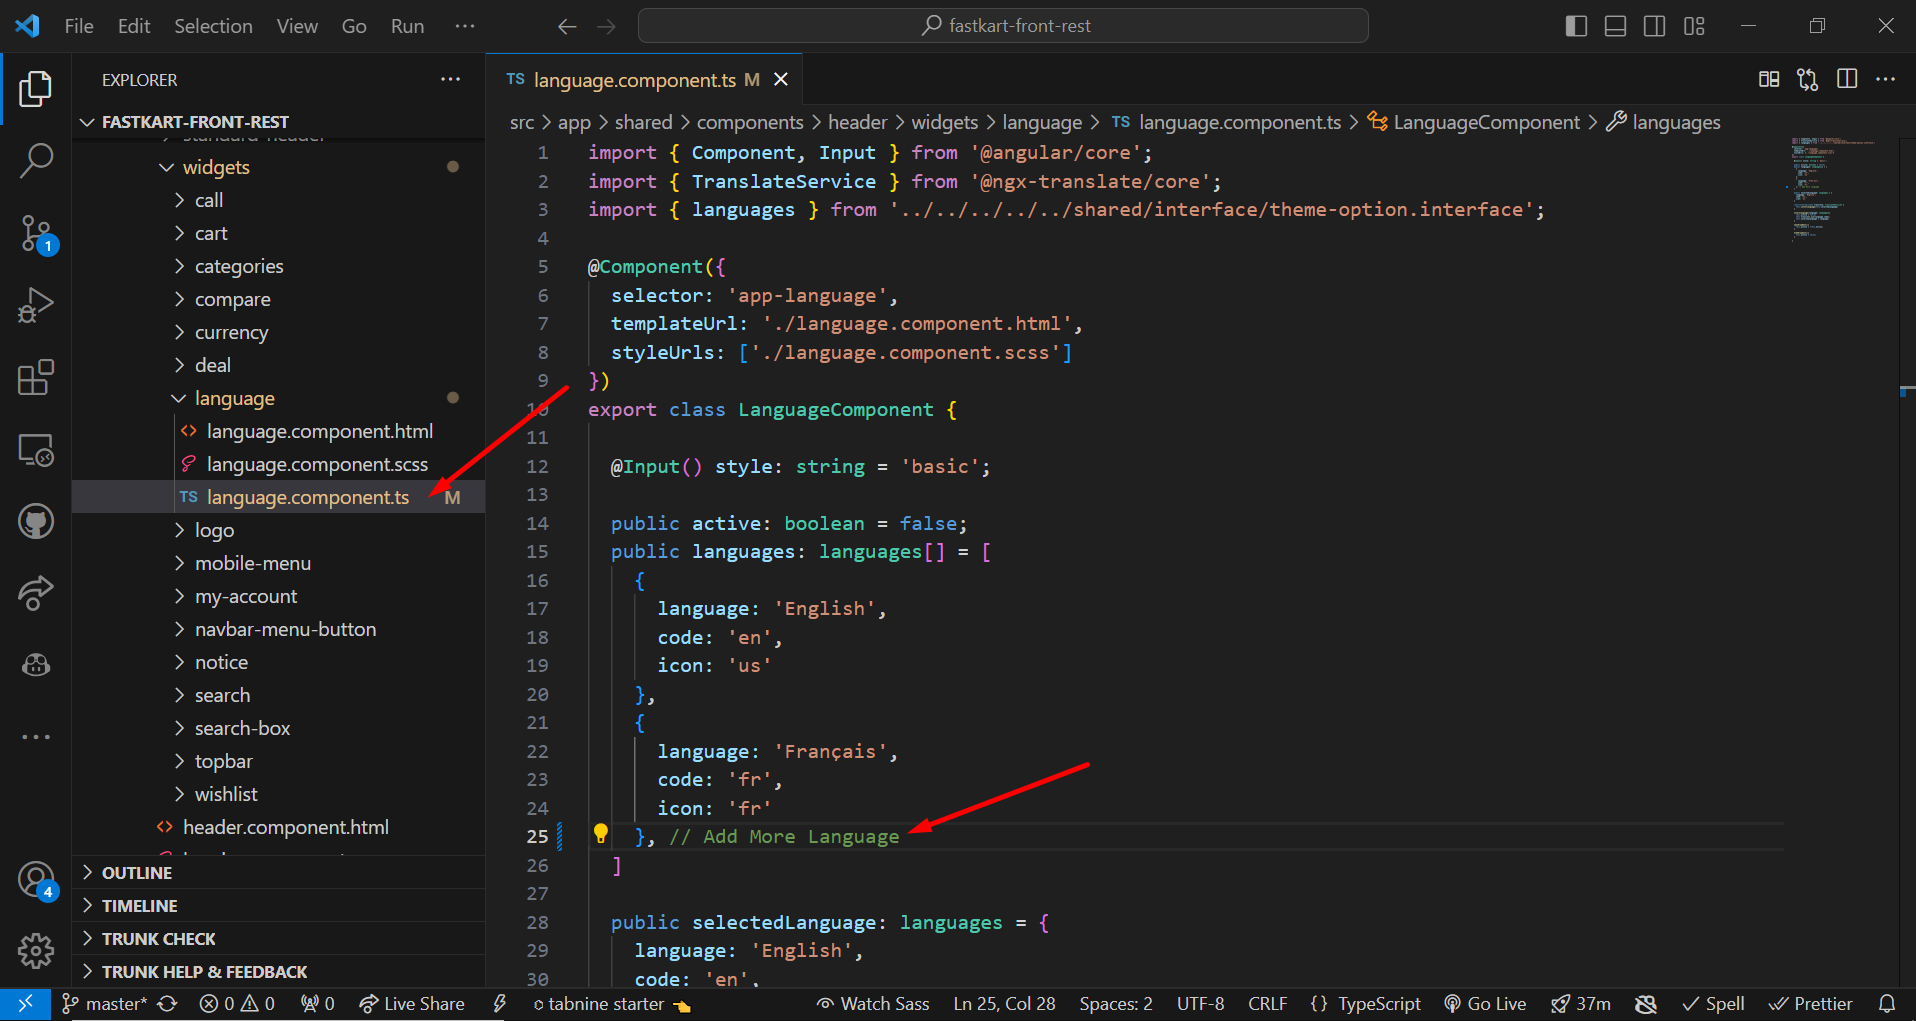 File Edit Selection View Go Run ··· fastkart-front-rest
EXPLORER ···
FASTKART-FRONT-REST
standard-header
widgets
call
cart
categories
compare
currency
deal
language
language.component.html
language.component.scss
TS language.component.ts M
logo
mobile-menu
my-account
navbar-menu-button
notice
search
search-box
topbar
wishlist
header.component.html
OUTLINE
TIMELINE
TRUNK CHECK
TRUNK HELP & FEEDBACK
1
4
TS language.component.ts M
src > app > shared > components > header > widgets > language > TS language.component.ts > LanguageComponent > languages
1 import { Component, Input } from '@angular/core';
2 import { TranslateService } from '@ngx-translate/core';
3 import { languages } from '../../../../../shared/interface/theme-option.interface';
4
5 @Component({
6 selector: 'app-language',
7 templateUrl: './language.component.html',
8 styleUrls: ['./language.component.scss']
9 })
10 export class LanguageComponent {
11
12 @Input() style: string = 'basic';
13
14 public active: boolean = false;
15 public languages: languages[] = [
16 {
17 language: 'English',
18 code: 'en',
19 icon: 'us'
20 },
21 {
22 language: 'Français',
23 code: 'fr',
24 icon: 'fr'
25 }, // Add More Language
26 ]
27
28 public selectedLanguage: languages = {
29 language: 'English',
30 code: 'en',
master* 0 0 0 Live Share tabnine starter Watch Sass Ln 25, Col 28 Spaces: 2 UTF-8 CRLF {} TypeScript Go Live 37m Spell Prettier